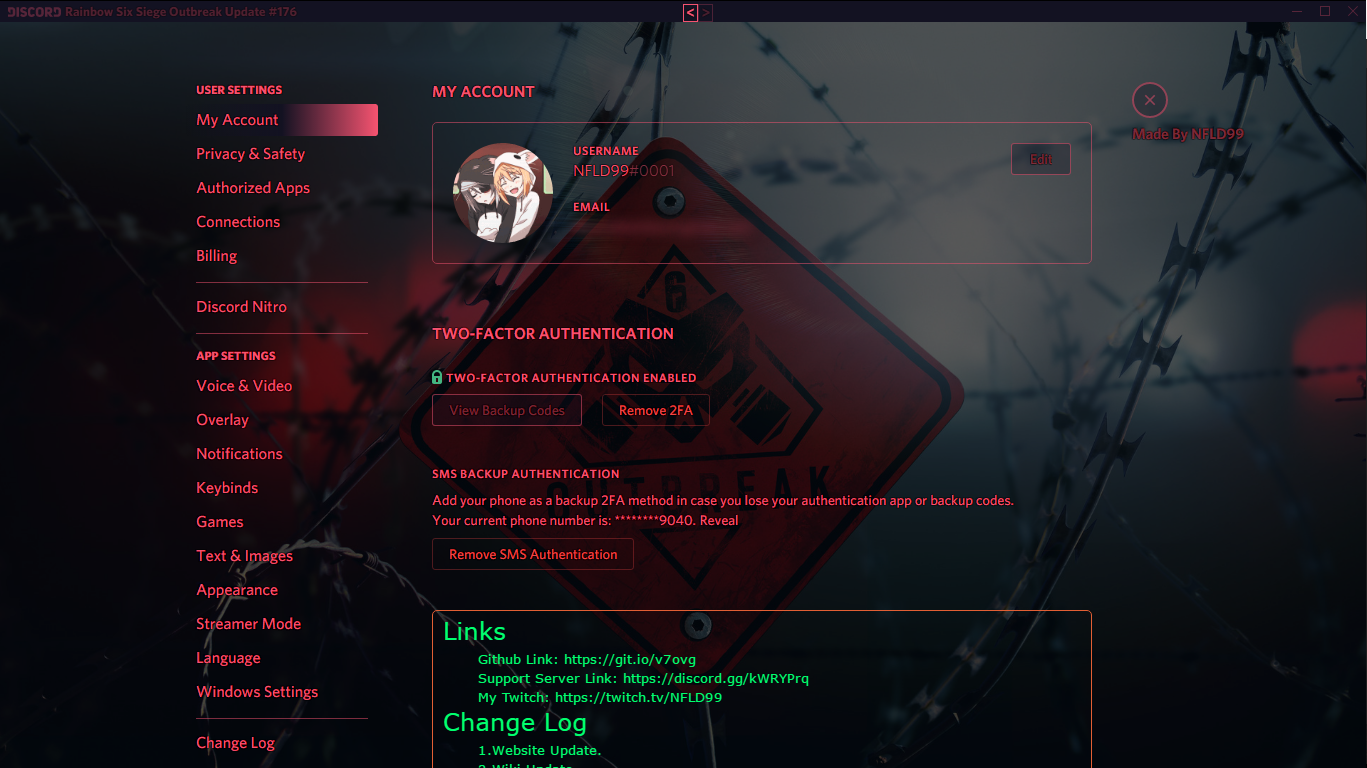 DISCORD Rainbow Six Siege Outbreak Update #176
< >
USER SETTINGS
My Account
Privacy & Safety
Authorized Apps
Connections
Billing
Discord Nitro
APP SETTINGS
Voice & Video
Overlay
Notifications
Keybinds
Games
Text & Images
Appearance
Streamer Mode
Language
Windows Settings
Change Log
MY ACCOUNT
USERNAME
NFLD99#0001
Edit
EMAIL
Made By NFLD99
TWO-FACTOR AUTHENTICATION
TWO-FACTOR AUTHENTICATION ENABLED
View Backup Codes
Remove 2FA
SMS BACKUP AUTHENTICATION
Add your phone as a backup 2FA method in case you lose your authentication app or backup codes.
Your current phone number is: ********9040. Reveal
Remove SMS Authentication
6
OUTBREAK
Links
Github Link: https://git.io/v7ovg
Support Server Link: https://discord.gg/kWRYPrq
My Twitch: https://twitch.tv/NFLD99
Change Log
1.Website Update.
2.Wiki Update.